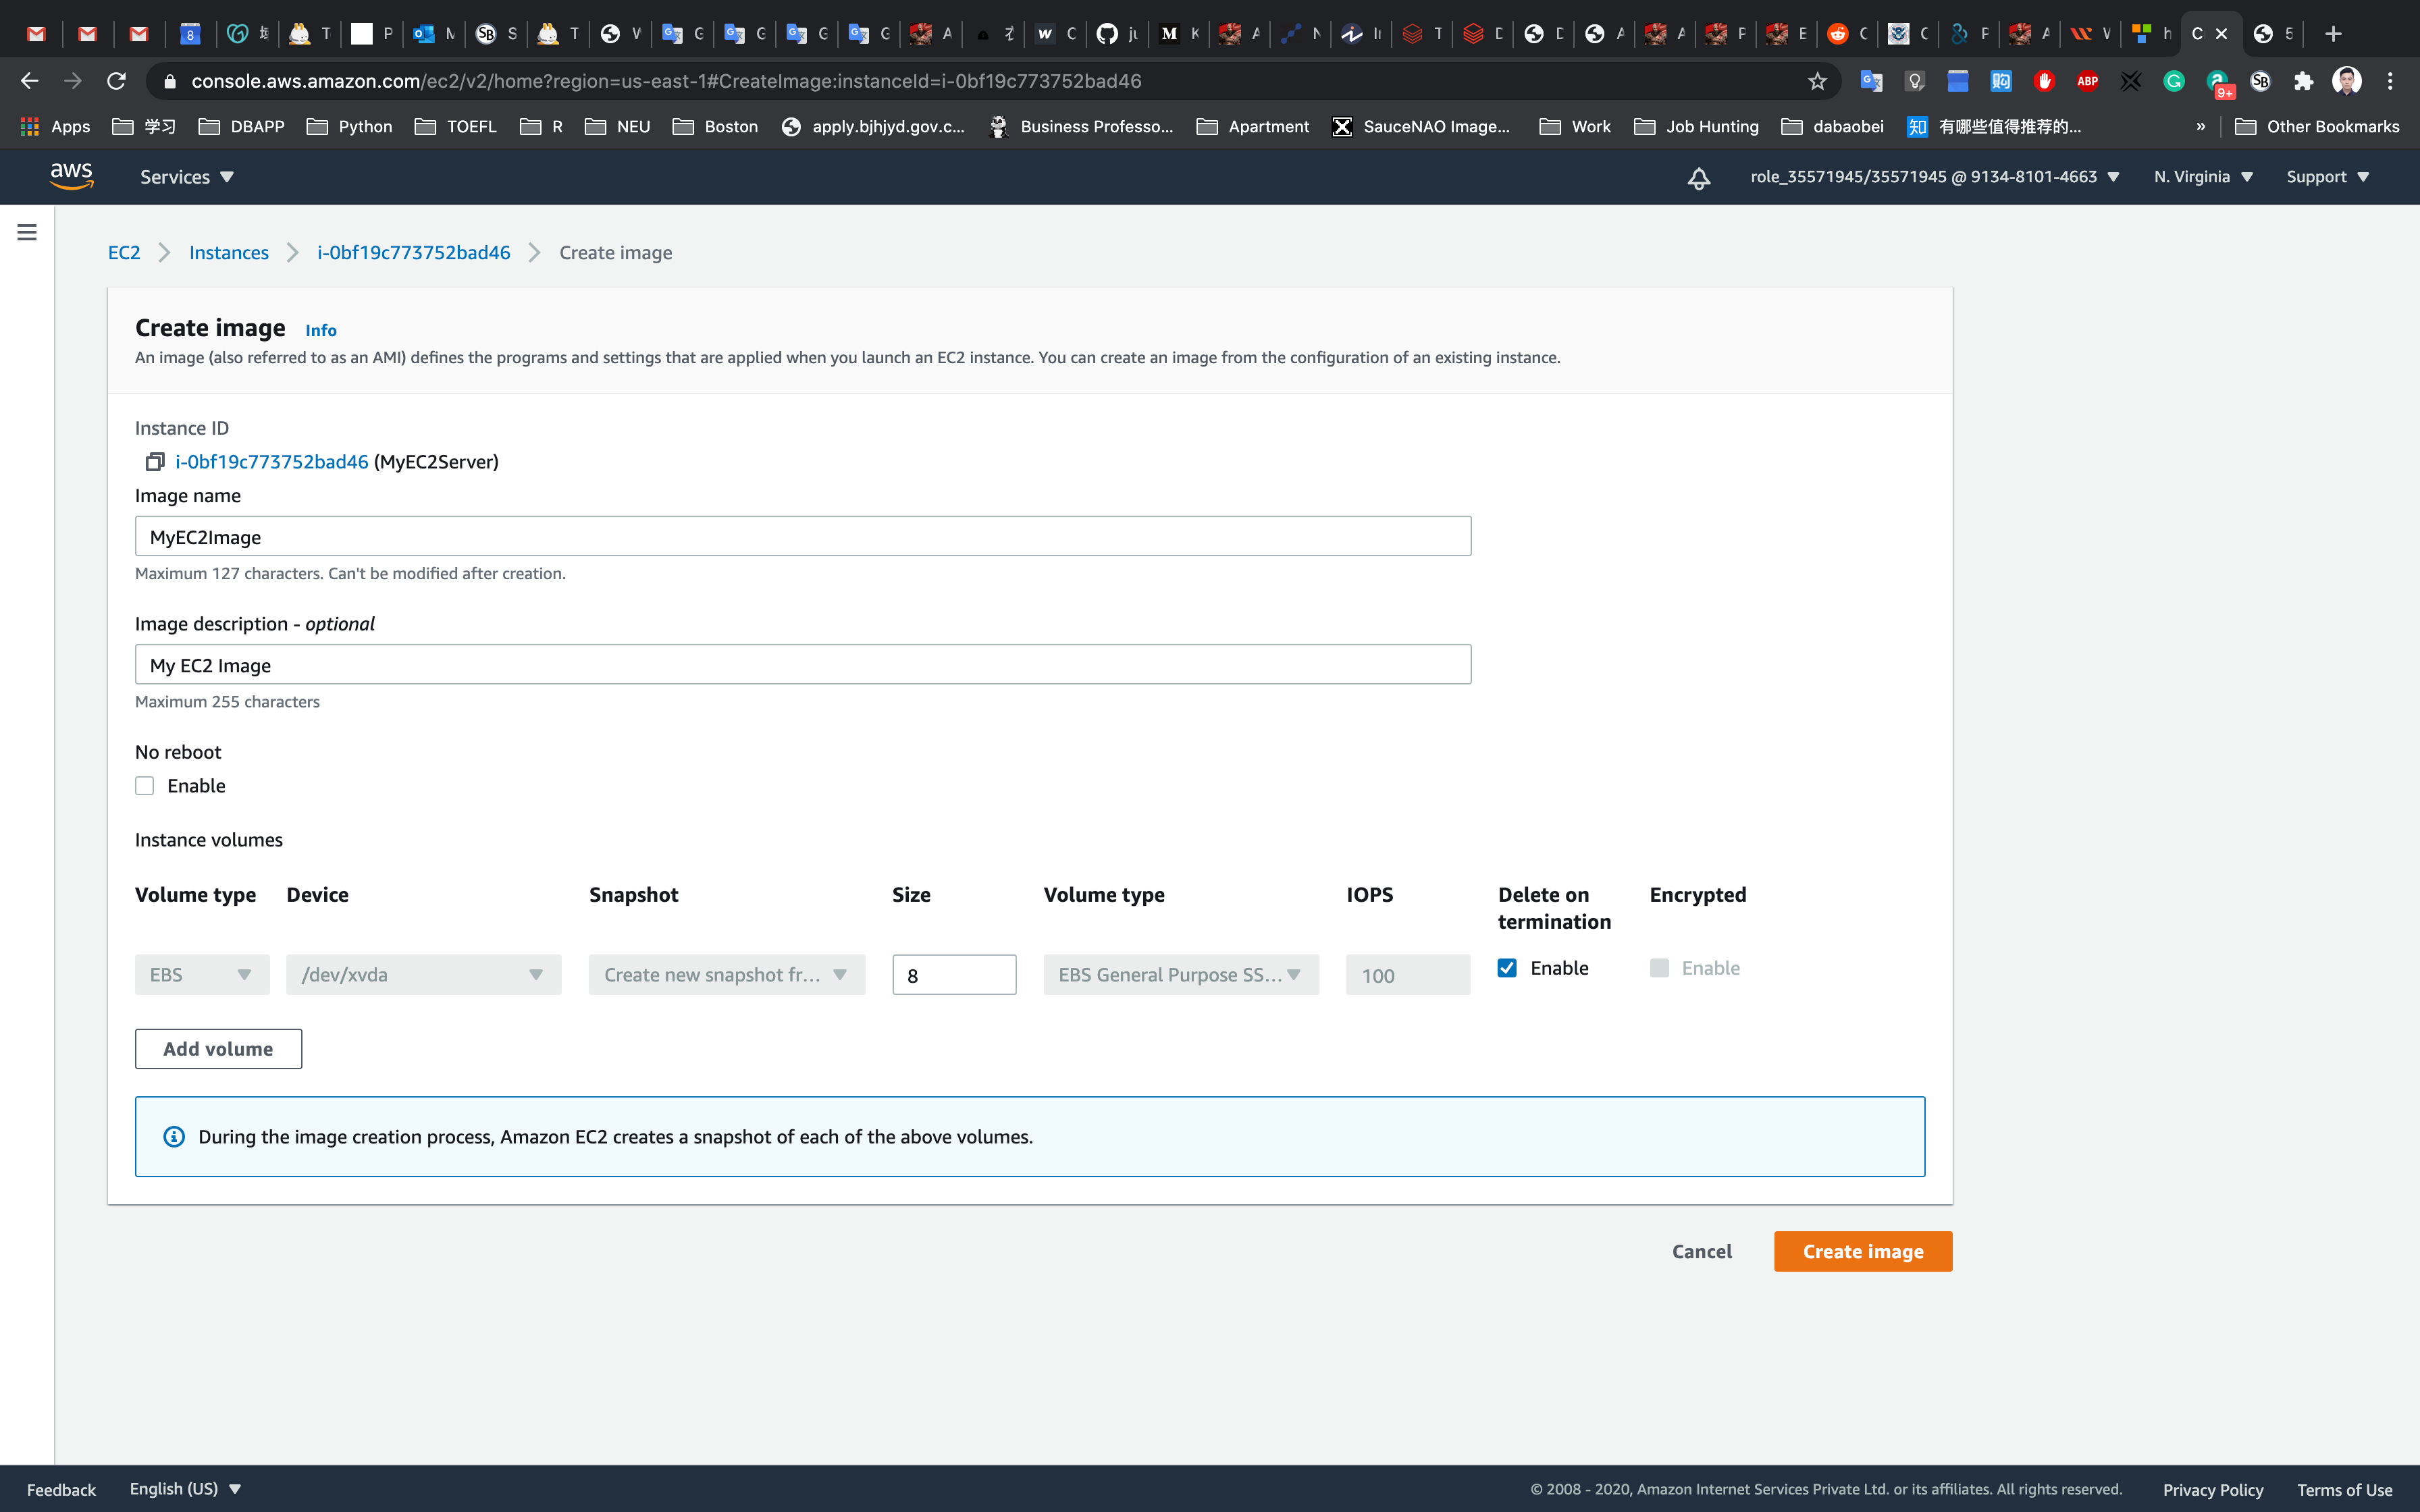 T P M S T W G G G G A C ju K A N In T D D A A P E C C P A V h C 5
console.aws.amazon.com/ec2/v2/home?region=us-east-1#CreateImage:instanceId=i-0bf19c773752bad46
ABP 9+
Apps 学习 DBAPP Python TOEFL R NEU Boston apply.bjhjyd.gov.c... Business Professo... Apartment SauceNAO Image... Work Job Hunting dabaobei 知 有哪些值得推荐的... » Other Bookmarks
aws Services role_35571945/35571945 @ 9134-8101-4663 N. Virginia Support
EC2 Instances i-0bf19c773752bad46 Create image
Create image Info
An image (also referred to as an AMI) defines the programs and settings that are applied when you launch an EC2 instance. You can create an image from the configuration of an existing instance.
Instance ID
i-0bf19c773752bad46 (MyEC2Server)
Image name
MyEC2Image
Maximum 127 characters. Can't be modified after creation.
Image description - optional
My EC2 Image
Maximum 255 characters
No reboot
Enable
Instance volumes
Volume type Device Snapshot Size Volume type IOPS Delete on termination Encrypted
EBS /dev/xvda Create new snapshot fr... 8 EBS General Purpose SS... 100 Enable Enable
Add volume
During the image creation process, Amazon EC2 creates a snapshot of each of the above volumes.
Cancel Create image
Feedback English (US) © 2008 - 2020, Amazon Internet Services Private Ltd. or its affiliates. All rights reserved. Privacy Policy Terms of Use